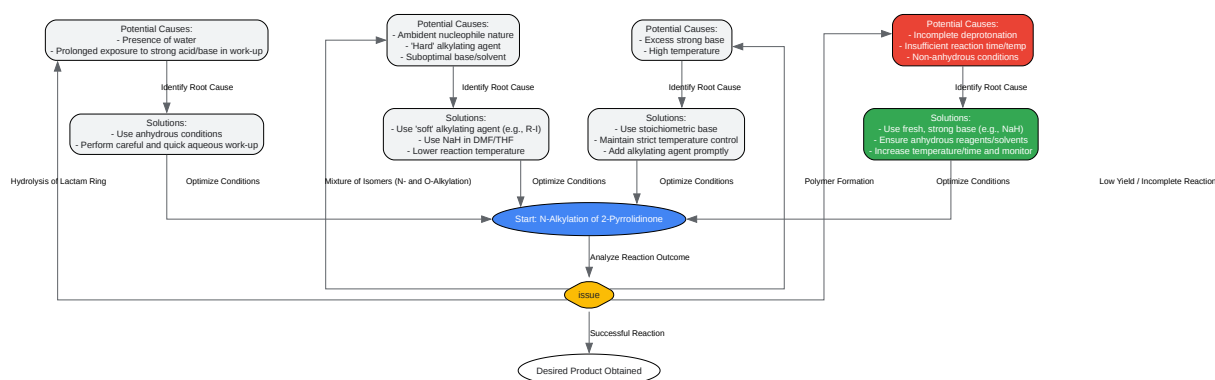 Potential Causes:
- Presence of water
- Prolonged exposure to strong acid/base in work-up
Potential Causes:
- Ambident nucleophile nature
- 'Hard' alkylating agent
- Suboptimal base/solvent
Potential Causes:
- Excess strong base
- High temperature
Potential Causes:
- Incomplete deprotonation
- Insufficient reaction time/temp
- Non-anhydrous conditions
Identify Root Cause
Identify Root Cause
Identify Root Cause
Identify Root Cause
Solutions:
- Use anhydrous conditions
- Perform careful and quick aqueous work-up
Solutions:
- Use 'soft' alkylating agent (e.g., R-I)
- Use NaH in DMF/THF
- Lower reaction temperature
Solutions:
- Use stoichiometric base
- Maintain strict temperature control
- Add alkylating agent promptly
Solutions:
- Use fresh, strong base (e.g., NaH)
- Ensure anhydrous reagents/solvents
- Increase temperature/time and monitor
Hydrolysis of Lactam Ring
Optimize Conditions
Mixture of Isomers (N- and O-Alkylation)
Optimize Conditions
Optimize Conditions
Polymer Formation
Optimize Conditions
Low Yield / Incomplete Reaction
Start: N-Alkylation of 2-Pyrrolidinone
Analyze Reaction Outcome
issue
Successful Reaction
Desired Product Obtained